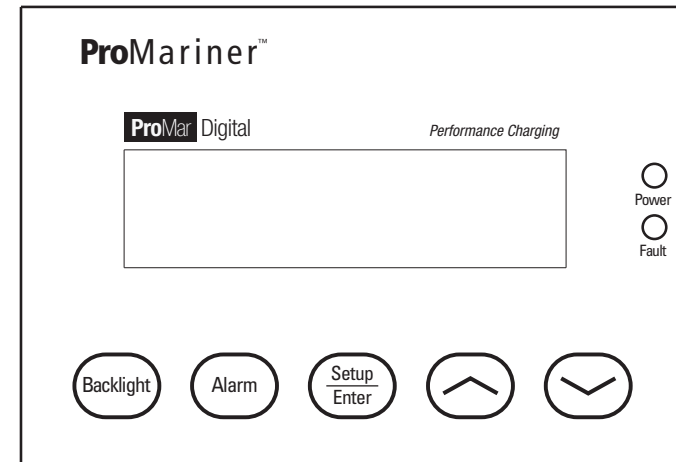 ProMariner™
ProMar Digital Performance Charging
Power
Fault
Backlight Alarm Setup Enter